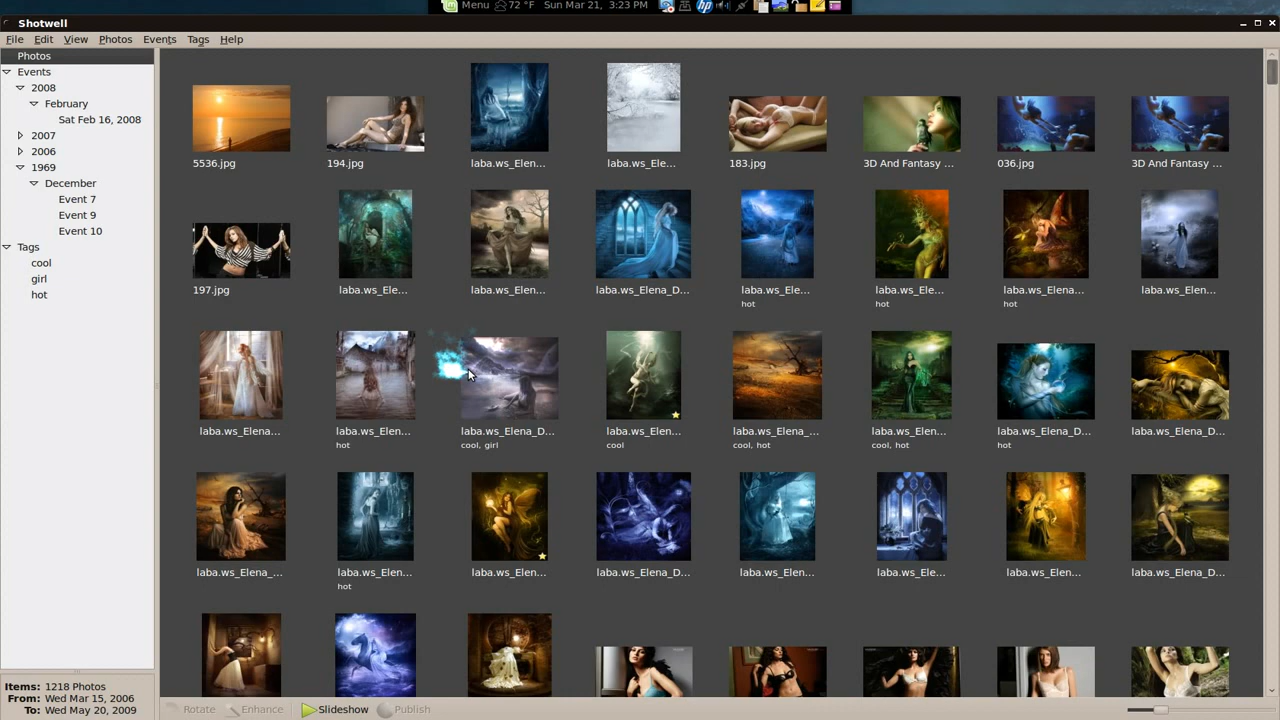 Menu 72 °F Sun Mar 21, 3:23 PM
Shotwell
File Edit View Photos Events Tags Help
Photos
Events
2008
February
Sat Feb 16, 2008
2007
2006
1969
December
Event 7
Event 9
Event 10
Tags
cool
girl
hot
5536.jpg 194.jpg laba.ws_Elen... laba.ws_Ele... 183.jpg 3D And Fantasy ... 036.jpg 3D And Fantasy ...
197.jpg laba.ws_Ele... laba.ws_Elen... laba.ws_Elena_D... laba.ws_Ele... laba.ws_Ele... laba.ws_Elena... laba.ws_Elen...
hot hot hot
laba.ws_Elena... laba.ws_Elen... laba.ws_Elena_D... laba.ws_Elen... laba.ws_Elena_... laba.ws_Elen... laba.ws_Elena_D... laba.ws_Elena_D...
hot cool, girl cool cool, hot cool, hot hot
laba.ws_Elena_... laba.ws_Elen... laba.ws_Elen... laba.ws_Elena_D... laba.ws_Elen... laba.ws_Ele... laba.ws_Elen... laba.ws_Elena_D...
hot
Items: 1218 Photos
From: Wed Mar 15, 2006
To: Wed May 20, 2009
Rotate Enhance Slideshow Publish